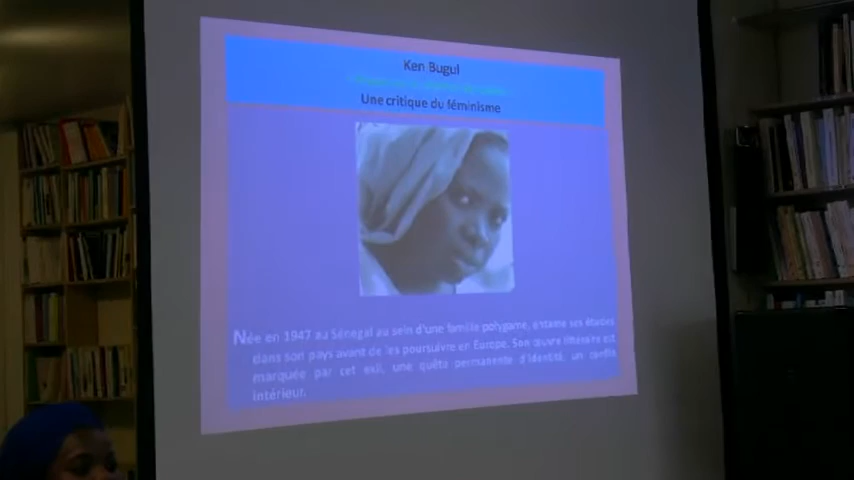 Ken Bugul
Une critique du féminisme
Née en 1947 au Sénégal au sein d'une famille polygame, entame ses études
dans son pays avant de les poursuivre en Europe. Son œuvre littéraire est
marquée par cet exil, une quête permanente d'identité, un conflit
intérieur.